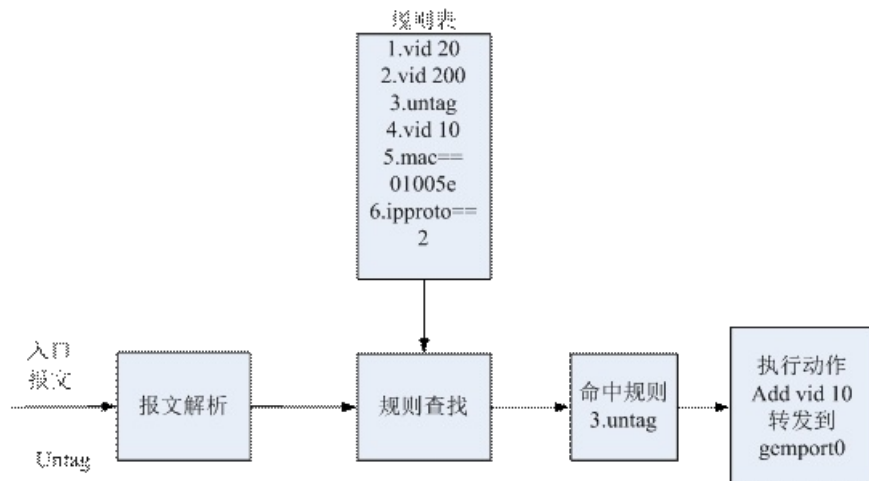 规则表
1.vid 20
2.vid 200
3.untag
4.vid 10
5.mac==
01005e
6.ipproto==
2
入口
报文
Untag
报文解析
规则查找
命中规则
3.untag
执行动作
Add vid 10
转发到
gemport0